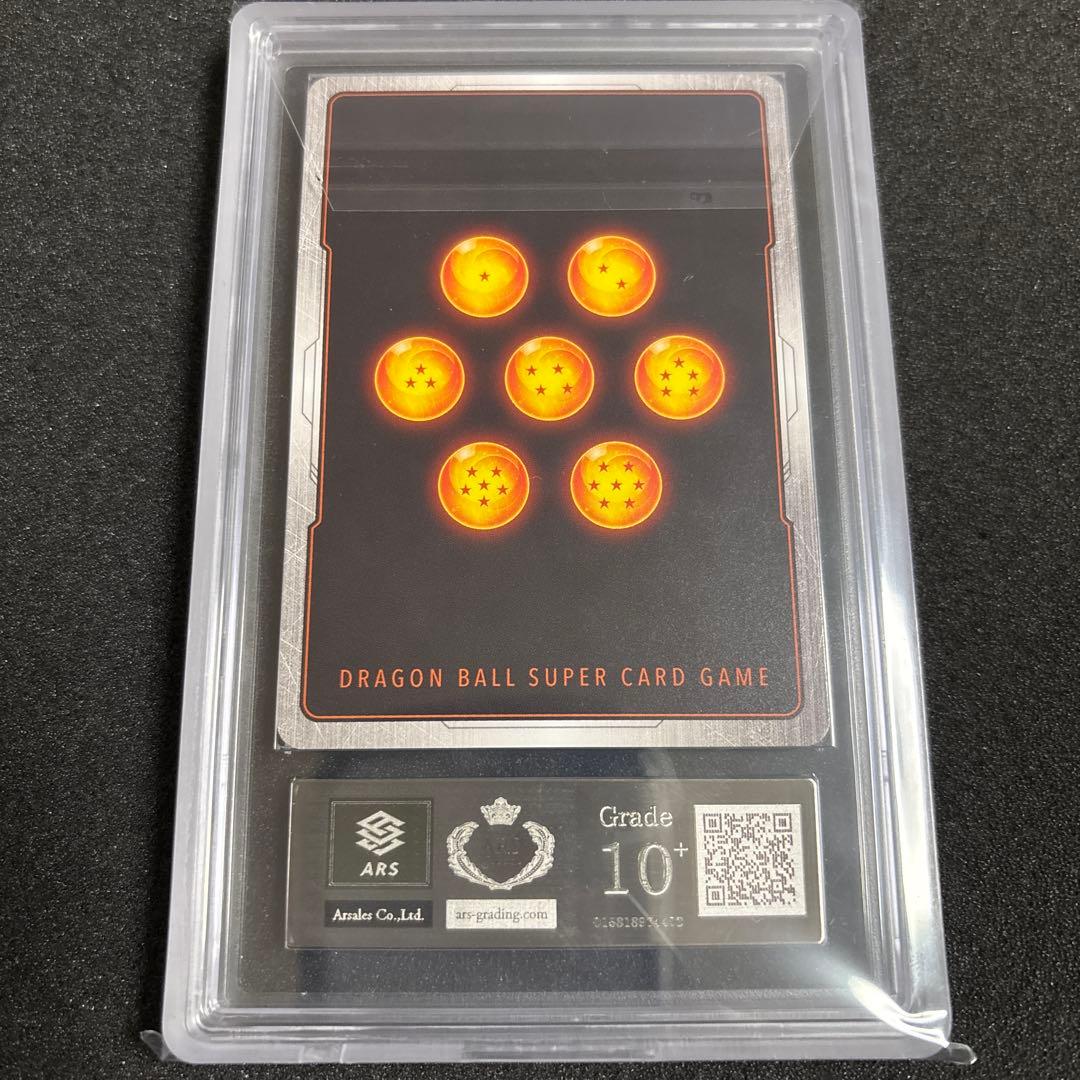 DRAGON BALL SUPER CARD GAME
ARS
Arsales Co.,Ltd.
ars-grading.com
Grade
10+